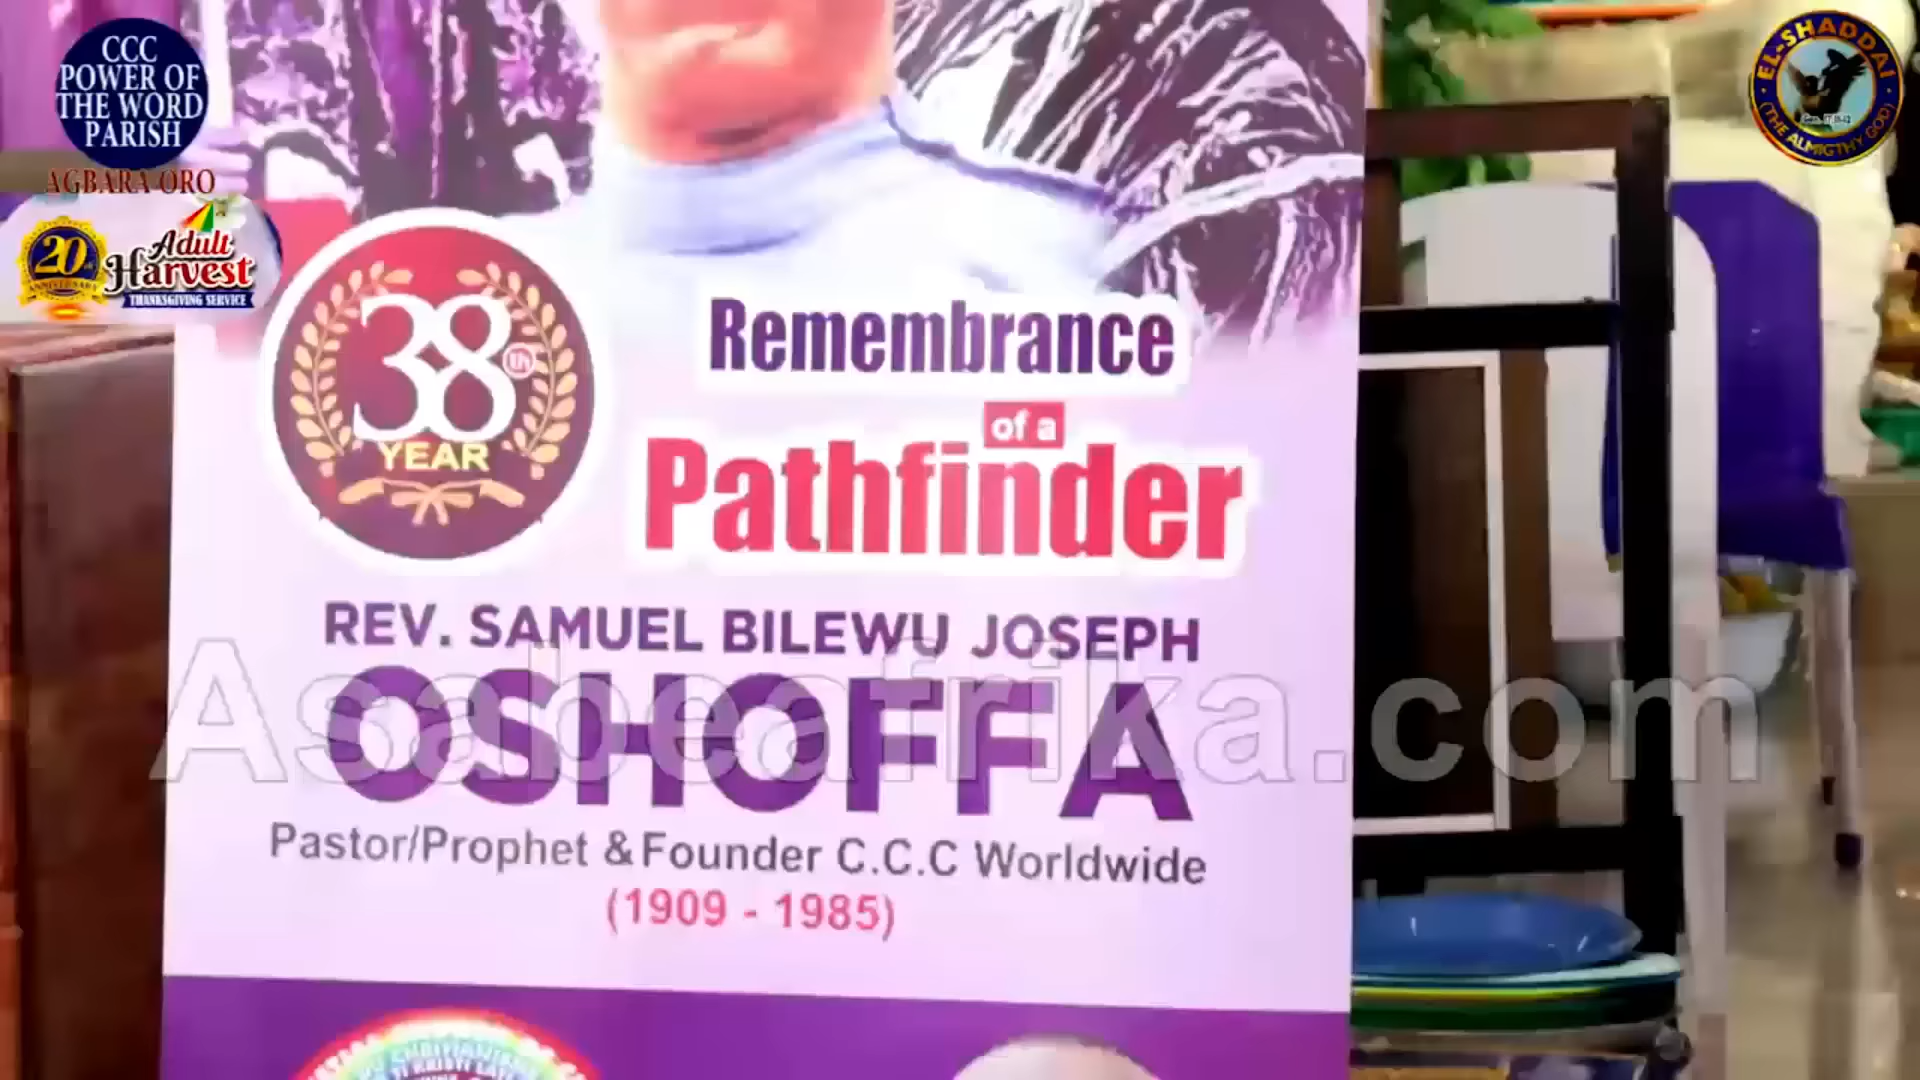 CCC
POWER OF
THE WORD
PARISH
AGBARA ORO
20th
ANNIVERSARY
Adult
Harvest
THANKSGIVING SERVICE
EL-SHADDAI
(THE ALMIGTHY GOD)
38th
YEAR
Remembrance
of a
Pathfinder
REV. SAMUEL BILEWU JOSEPH
OSHOFFA
Asabeafrika.com
Pastor/Prophet & Founder C.C.C Worldwide
(1909 - 1985)